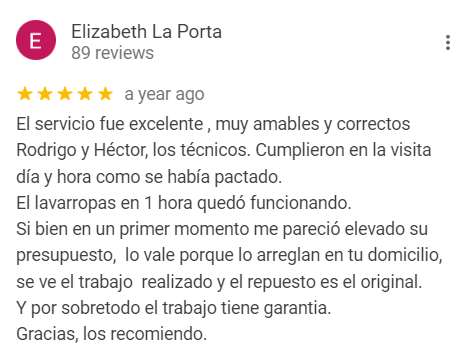 E
Elizabeth La Porta
89 reviews
a year ago
El servicio fue excelente , muy amables y correctos
Rodrigo y Héctor, los técnicos. Cumplieron en la visita
día y hora como se había pactado.
El lavarropas en 1 hora quedó funcionando.
Si bien en un primer momento me pareció elevado su
presupuesto,  lo vale porque lo arreglan en tu domicilio,
se ve el trabajo  realizado y el repuesto es el original.
Y por sobretodo el trabajo tiene garantia.
Gracias, los recomiendo.